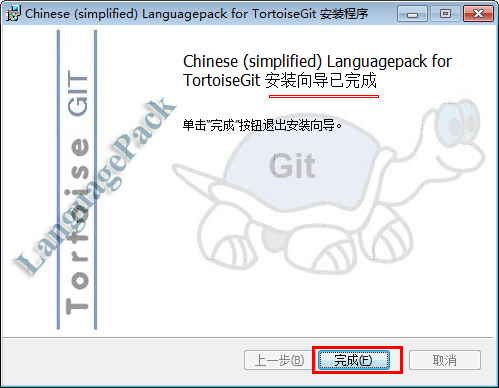 Chinese (simplified) Languagepack for TortoiseGit 安装程序
Chinese (simplified) Languagepack for
TortoiseGit 安装向导已完成
单击"完成"按钮退出安装向导。
Git
Tortoise GIT
LanguagePack
上一步(B)
完成(F)
取消